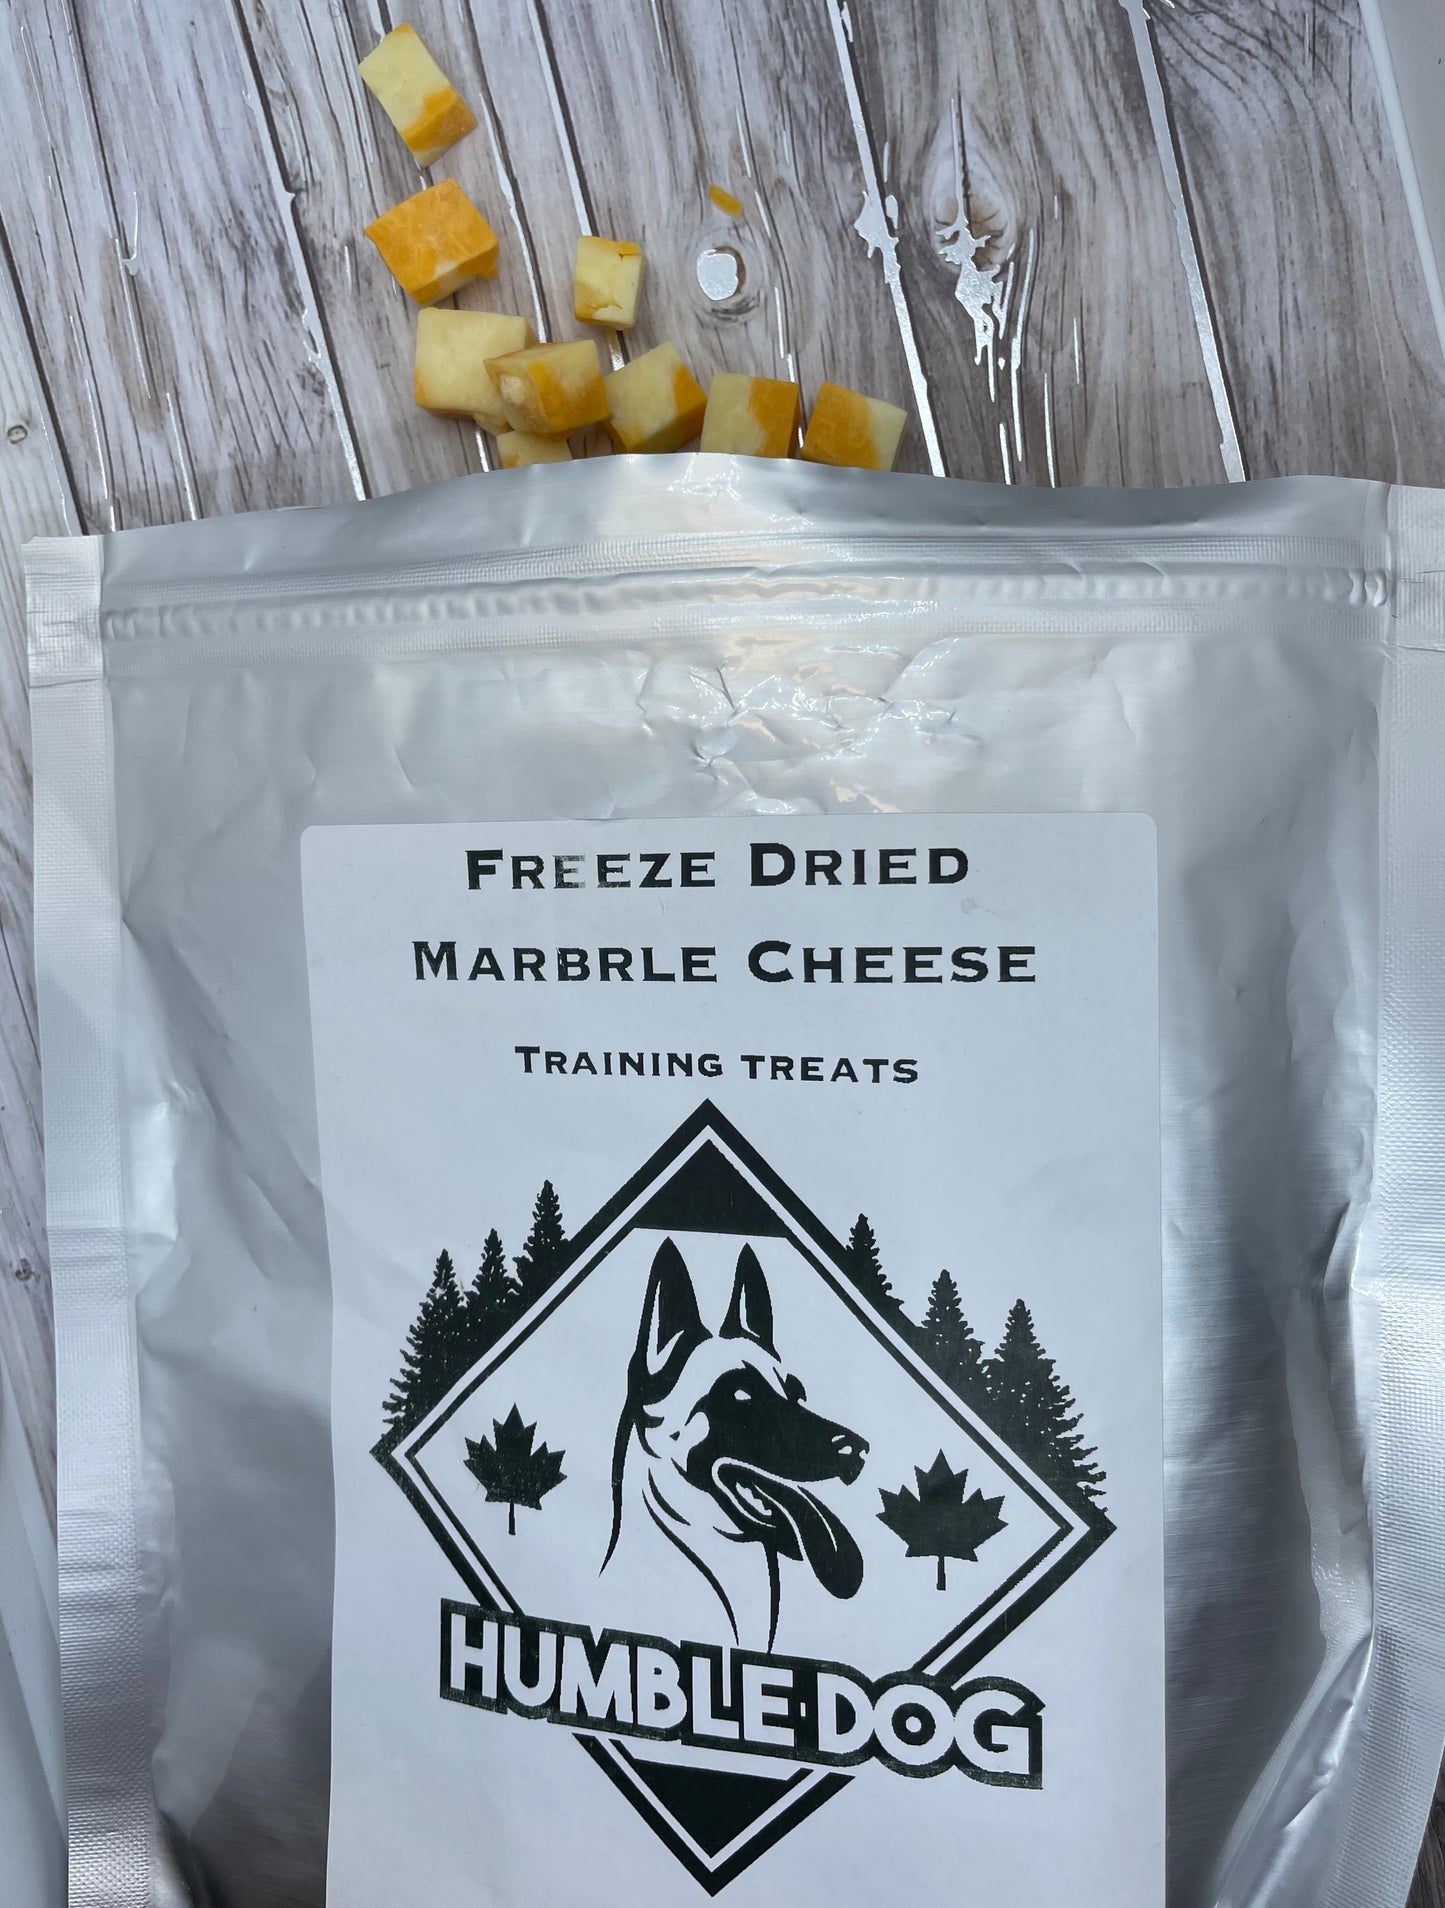 FREEZE DRIED
MARBRLE CHEESE
TRAINING TREATS
HUMBLE·DOG